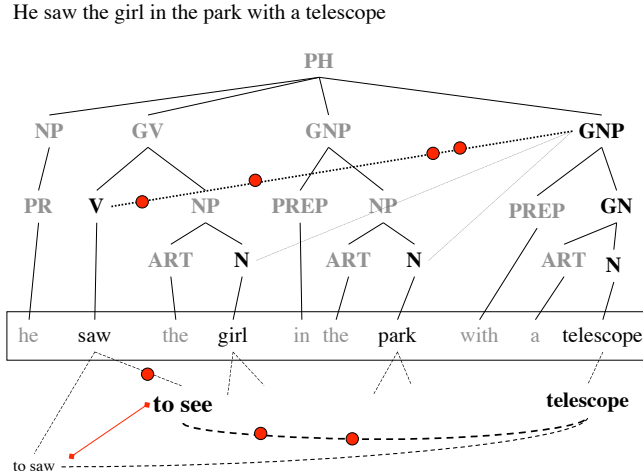 He saw the girl in the park with a telescope
PH
NP GV GNP GNP
PR V NP PREP NP PREP GN
ART N ART N ART N
he saw the girl in the park with a telescope
to see telescope
to saw